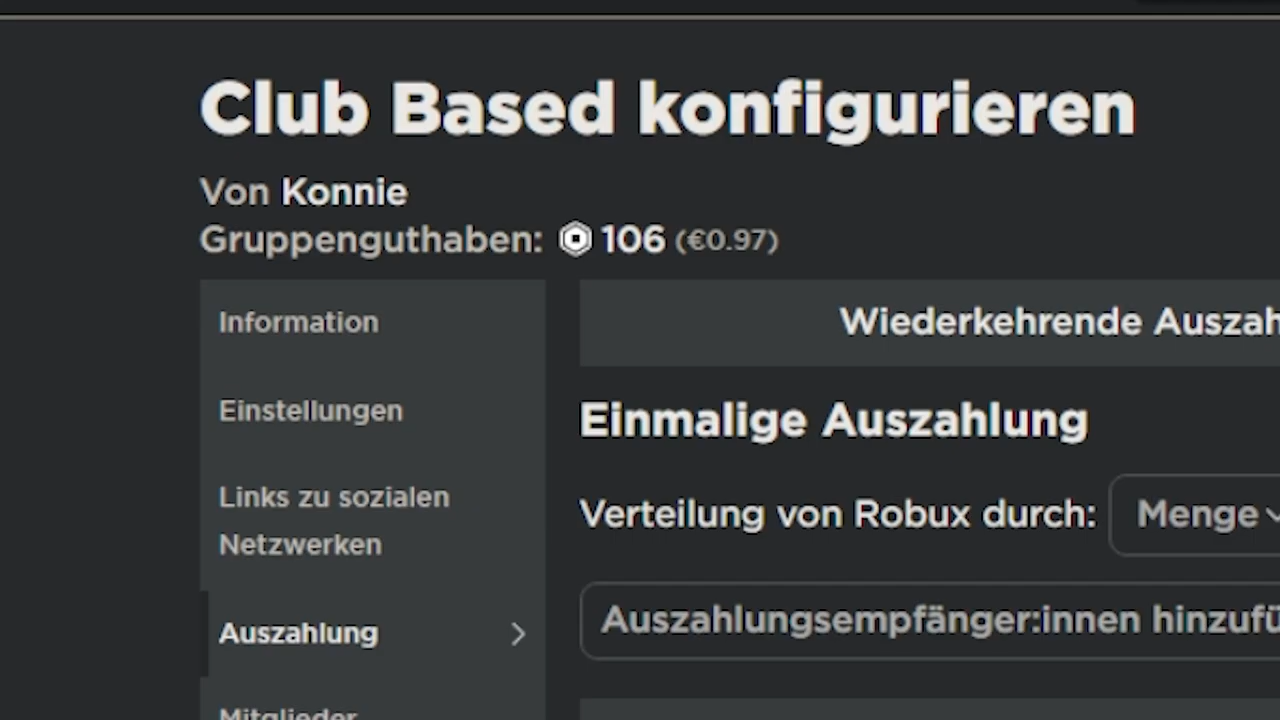 Club Based konfigurieren
Von Konnie
Gruppenguthaben: 106 (€0.97)
Information
Wiederkehrende Auszah
Einstellungen
Einmalige Auszahlung
Links zu sozialen
Netzwerken
Verteilung von Robux durch: Menge
Auszahlung
Auszahlungsempfänger:innen hinzufü
Mitglieder